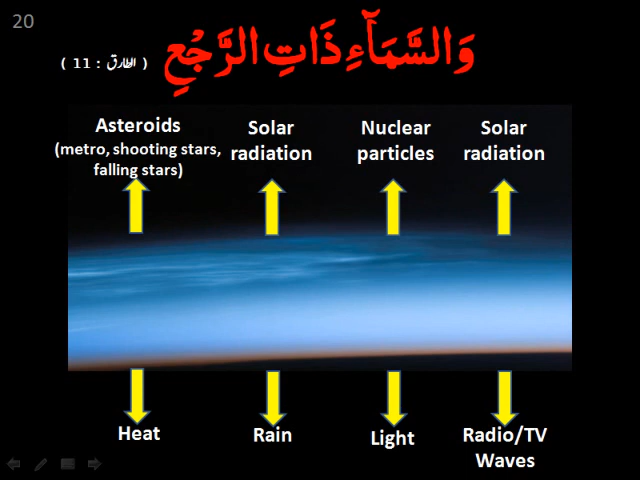 20
وَالسَّمَآءِ ذَاتِ الرَّجْعِ
( الطارق : 11 )
Asteroids
(metro, shooting stars,
falling stars)
Solar
radiation
Nuclear
particles
Solar
radiation
Heat
Rain
Light
Radio/TV
Waves